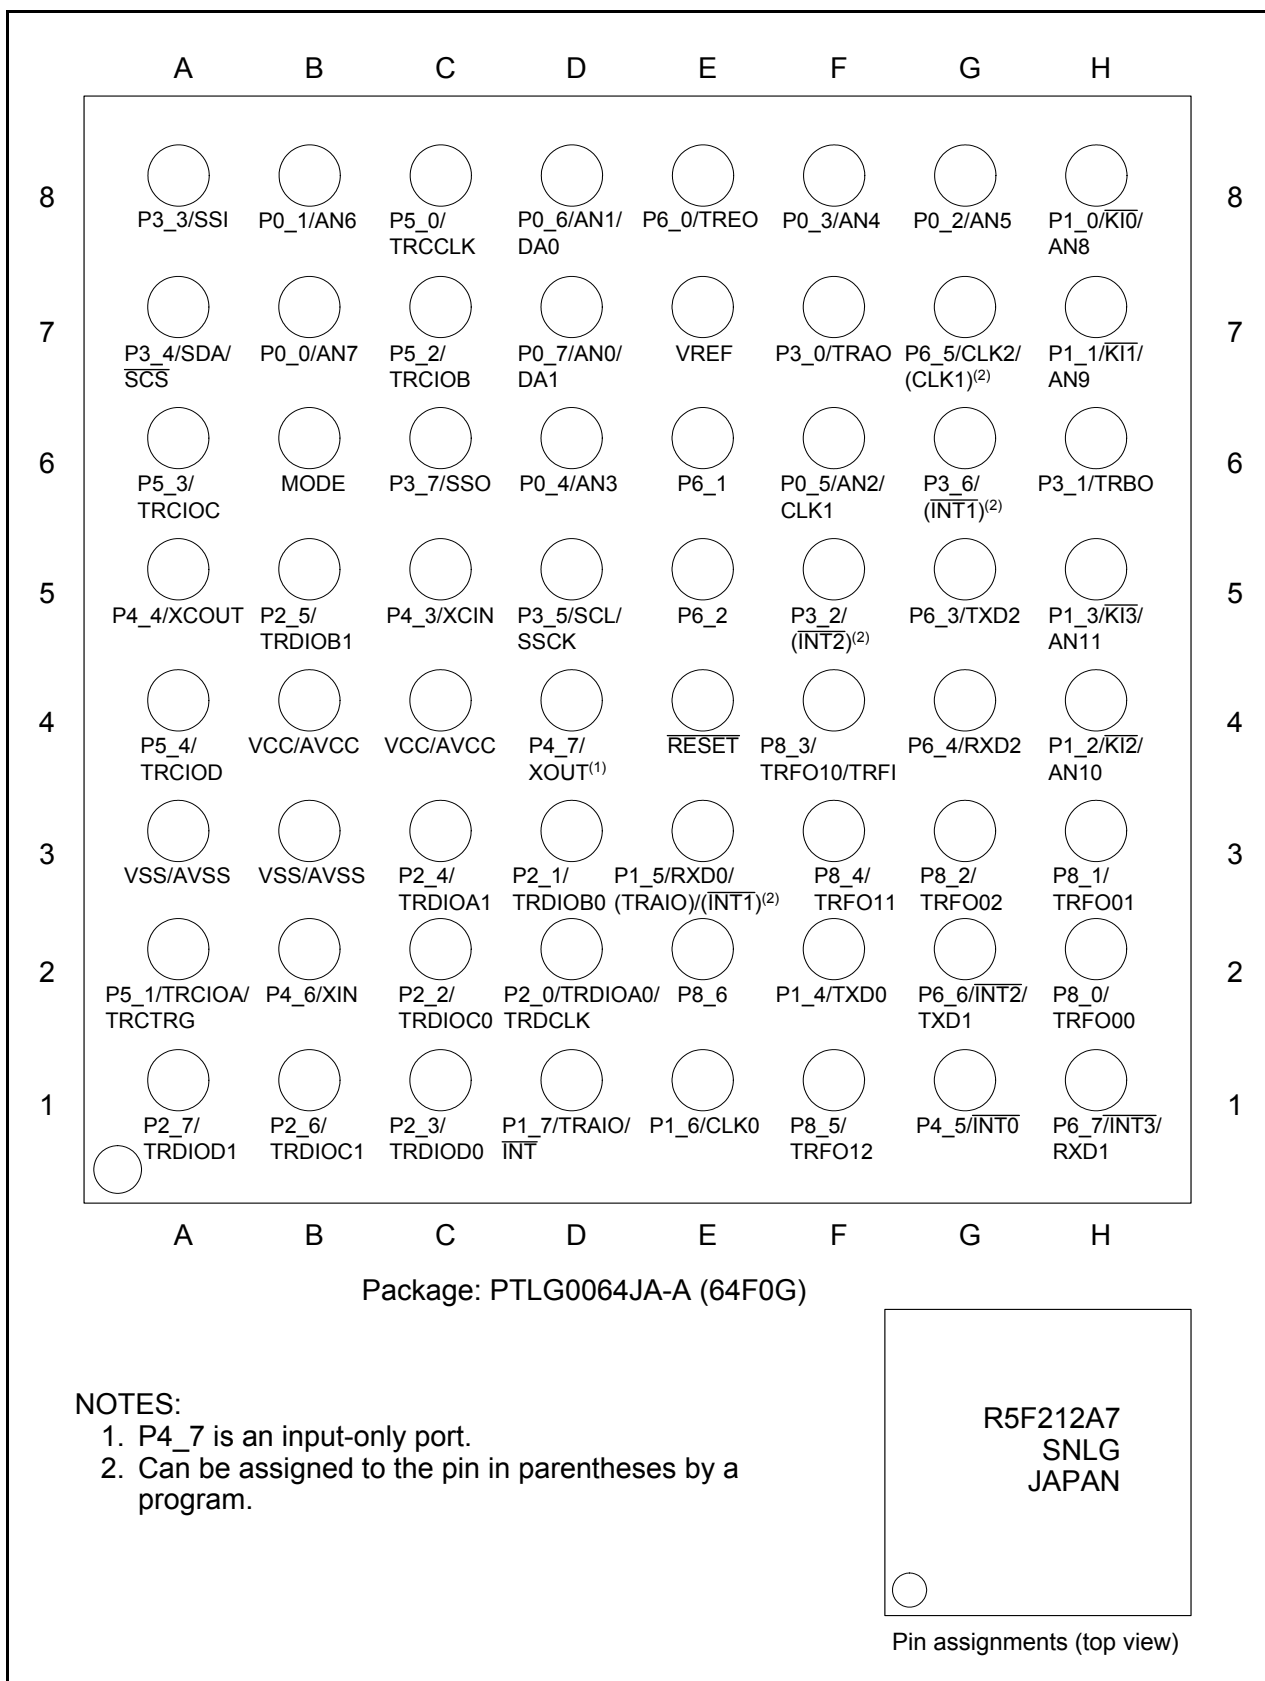 A B C D E F G H
8 8
P3_3/SSI P0_1/AN6 P5_0/ P0_6/AN1/ P6_0/TREO P0_3/AN4 P0_2/AN5 P1_0/KI0/
TRCCLK DA0 AN8
7 7
P3_4/SDA/ P0_0/AN7 P5_2/ P0_7/AN0/ VREF P3_0/TRAO P6_5/CLK2/ P1_1/KI1/
SCS TRCIOB DA1 (CLK1)(2) AN9
6 6
P5_3/ MODE P3_7/SSO P0_4/AN3 P6_1 P0_5/AN2/ P3_6/ P3_1/TRBO
TRCIOC CLK1 (INT1)(2)
5 5
P4_4/XCOUT P2_5/ P4_3/XCIN P3_5/SCL/ P6_2 P3_2/ P6_3/TXD2 P1_3/KI3/
TRDIOB1 SSCK (INT2)(2) AN11
4 4
P5_4/ VCC/AVCC VCC/AVCC P4_7/ RESET P8_3/ P6_4/RXD2 P1_2/KI2/
TRCIOD XOUT(1) TRFO10/TRFI AN10
3 3
VSS/AVSS VSS/AVSS P2_4/ P2_1/ P1_5/RXD0/ P8_4/ P8_2/ P8_1/
TRDIOA1 TRDIOB0 (TRAIO)/(INT1)(2) TRFO11 TRFO02 TRFO01
2 2
P5_1/TRCIOA/ P4_6/XIN P2_2/ P2_0/TRDIOA0/ P8_6 P1_4/TXD0 P6_6/INT2/ P8_0/
TRCTRG TRDIOC0 TRDCLK TXD1 TRFO00
1 1
P2_7/ P2_6/ P2_3/ P1_7/TRAIO/ P1_6/CLK0 P8_5/ P4_5/INT0 P6_7/INT3/
TRDIOD1 TRDIOC1 TRDIOD0 INT TRFO12 RXD1
A B C D E F G H
Package: PTLG0064JA-A (64F0G)
NOTES:
1. P4_7 is an input-only port.
2. Can be assigned to the pin in parentheses by a
program.
R5F212A7
SNLG
JAPAN
Pin assignments (top view)